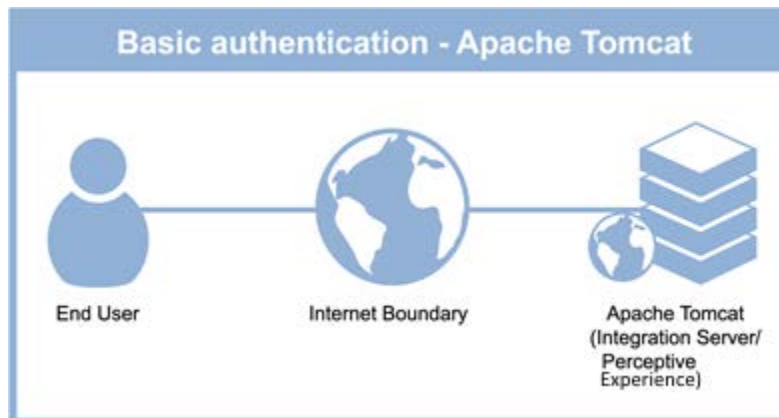 Basic authentication - Apache Tomcat
End User
Internet Boundary
Apache Tomcat
(Integration Server/
Perceptive
Experience)